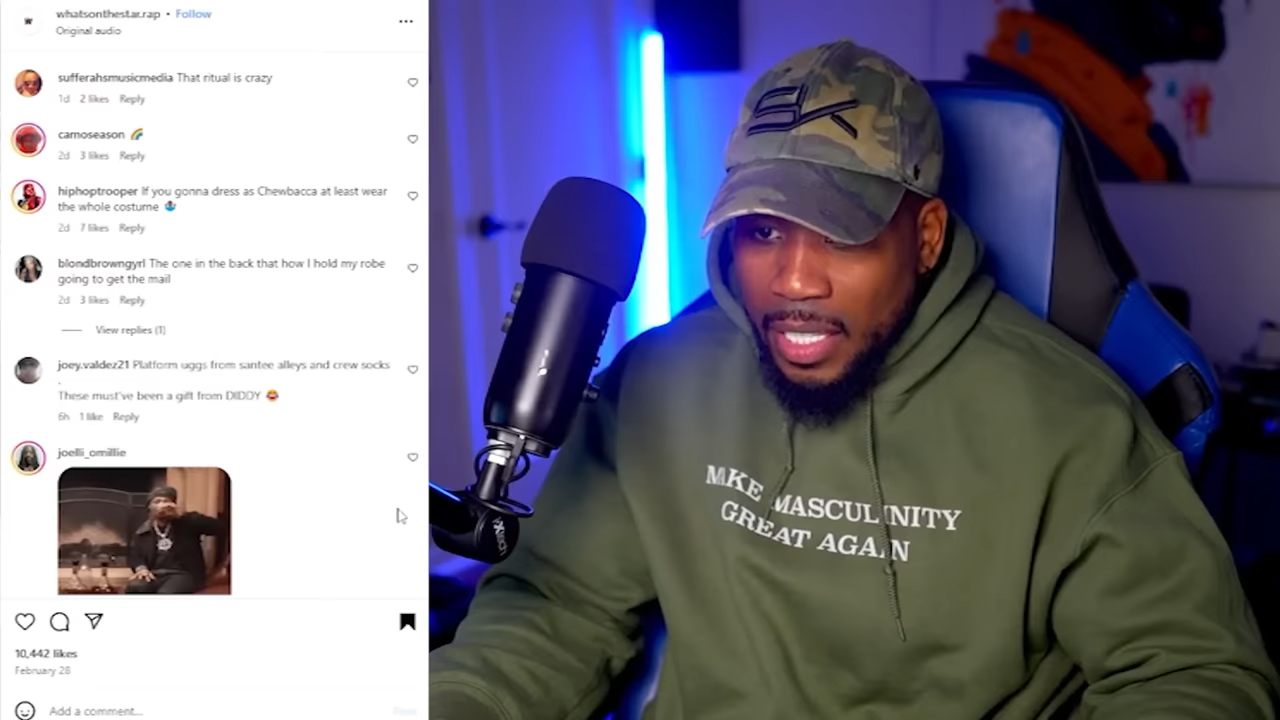 whatsonthestar.rap • Follow
Original audio
sufferahsmusicmedia That ritual is crazy
1d 2 likes Reply
camoseason 🌈
2d 3 likes Reply
hiphoptrooper If you gonna dress as Chewbacca at least wear
the whole costume
2d 7 likes Reply
blondbrowngyrl The one in the back that how I hold my robe
going to get the mail
2d 3 likes Reply
View replies (1)
joey.valdez21 Platform uggs from santee alleys and crew socks
.
These must've been a gift from DIDDY 😂
6h 1 like Reply
joelli_omillie
10,442 likes
February 28
Add a comment...
SK
MAKE MASCULINITY
GREAT AGAIN